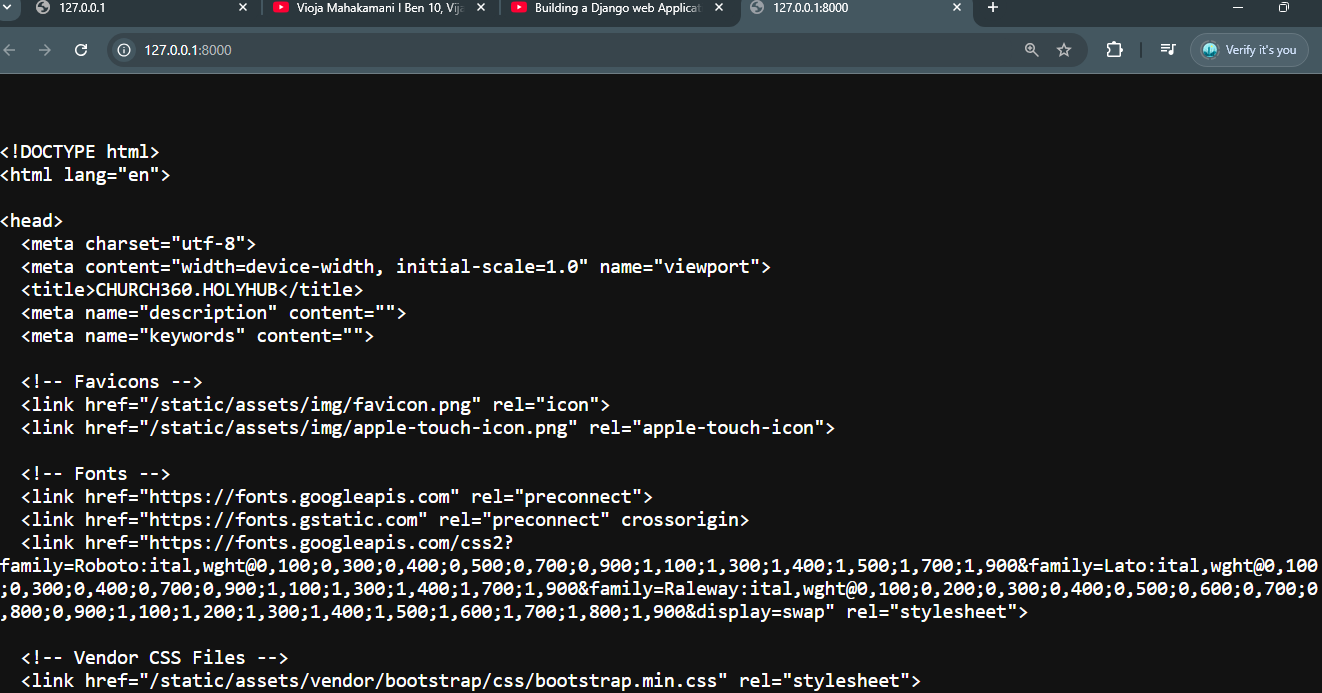 127.0.0.1
Vioja Mahakamani I Ben 10, Vija
Building a Django web Applicat
127.0.0.1:8000
127.0.0.1:8000
Verify it's you
<!DOCTYPE html>
<html lang="en">
<head>
<meta charset="utf-8">
<meta content="width=device-width, initial-scale=1.0" name="viewport">
<title>CHURCH360.HOLYHUB</title>
<meta name="description" content="">
<meta name="keywords" content="">
<!-- Favicons -->
<link href="/static/assets/img/favicon.png" rel="icon">
<link href="/static/assets/img/apple-touch-icon.png" rel="apple-touch-icon">
<!-- Fonts -->
<link href="https://fonts.googleapis.com" rel="preconnect">
<link href="https://fonts.gstatic.com" rel="preconnect" crossorigin>
<link href="https://fonts.googleapis.com/css2?
family=Roboto:ital,wght@0,100;0,300;0,400;0,500;0,700;0,900;1,100;1,300;1,400;1,500;1,700;1,900&family=Lato:ital,wght@0,100
;0,300;0,400;0,700;0,900;1,100;1,300;1,400;1,700;1,900&family=Raleway:ital,wght@0,100;0,200;0,300;0,400;0,500;0,600;0,700;0
,800;0,900;1,100;1,200;1,300;1,400;1,500;1,600;1,700;1,800;1,900&display=swap" rel="stylesheet">
<!-- Vendor CSS Files -->
<link href="/static/assets/vendor/bootstrap/css/bootstrap.min.css" rel="stylesheet">